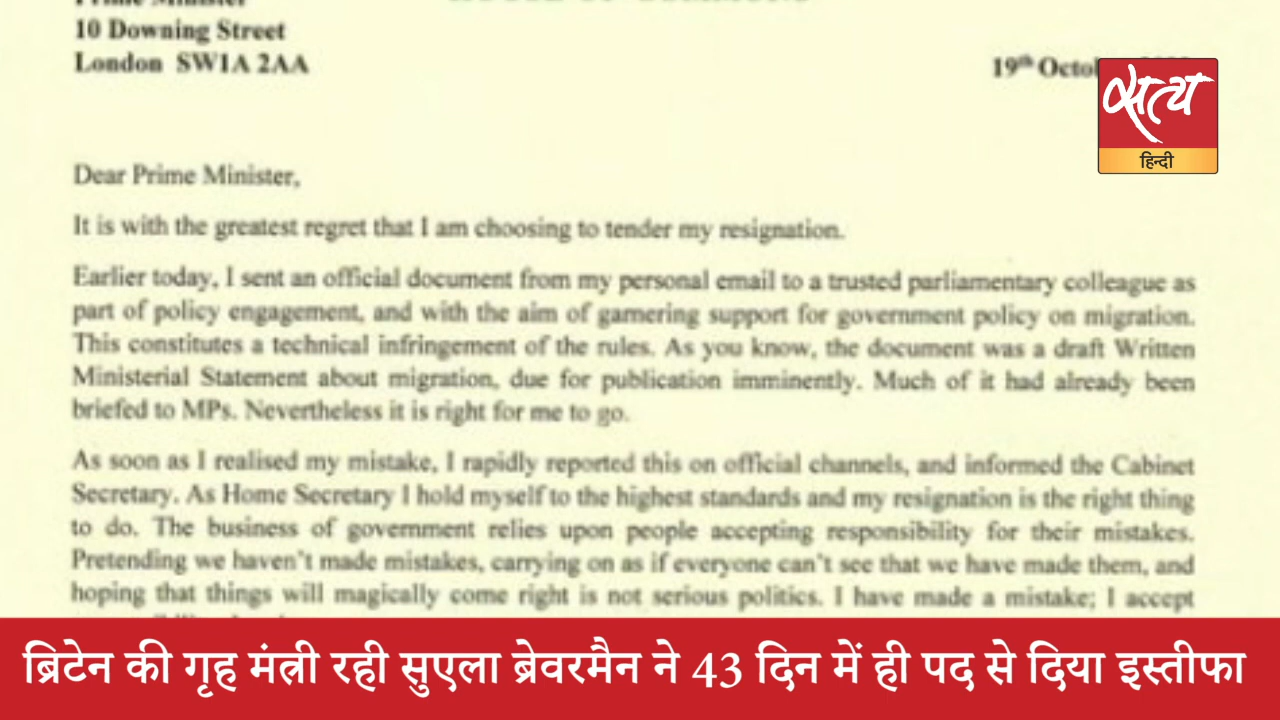 10 Downing Street
London SW1A 2AA
19th
Dear Prime Minister,
It is with the greatest regret that I am choosing to tender my resignation.
Earlier today, I sent an official document from my personal email to a trusted parliamentary colleague as
part of policy engagement, and with the aim of garnering support for government policy on migration.
This constitutes a technical infringement of the rules. As you know, the document was a draft Written
Ministerial Statement about migration, due for publication imminently. Much of it had already been
briefed to MPs. Nevertheless it is right for me to go.
As soon as I realised my mistake, I rapidly reported this on official channels, and informed the Cabinet
Secretary. As Home Secretary I hold myself to the highest standards and my resignation is the right thing
to do. The business of government relies upon people accepting responsibility for their mistakes.
Pretending we haven't made mistakes, carrying on as if everyone can't see that we have made them, and
hoping that things will magically come right is not serious politics. I have made a mistake; I accept
सत्य
हिन्दी
ब्रिटेन की गृह मंत्री रही सुएला ब्रेवरमैन ने 43 दिन में ही पद से दिया इस्तीफा